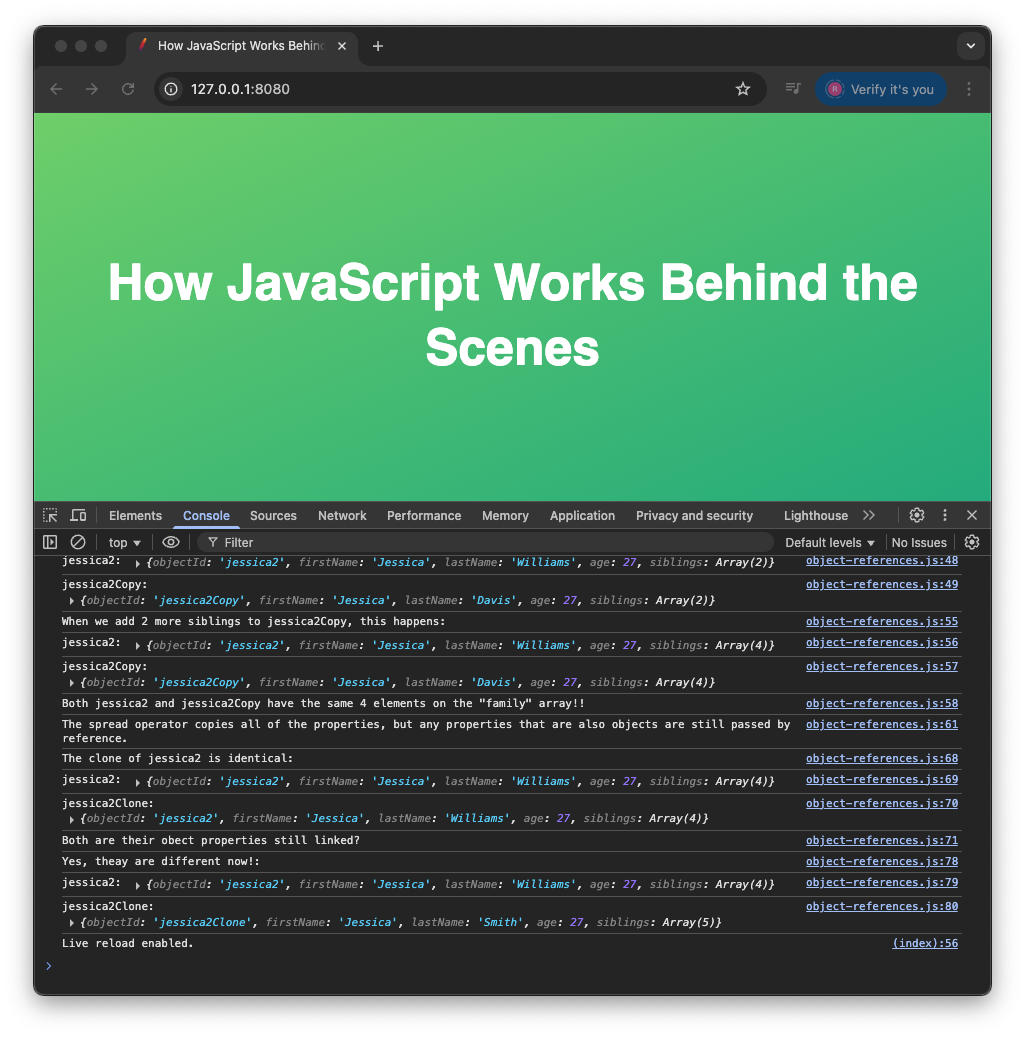 How JavaScript Works Behind
127.0.0.1:8080
R Verify it's you
How JavaScript Works Behind the
Scenes
Elements Console Sources Network Performance Memory Application Privacy and security Lighthouse
top Filter Default levels No Issues
jessica2: {objectId: 'jessica2', firstName: 'Jessica', lastName: 'Williams', age: 27, siblings: Array(2)} object-references.js:48
jessica2Copy: object-references.js:49
{objectId: 'jessica2Copy', firstName: 'Jessica', lastName: 'Davis', age: 27, siblings: Array(2)}
When we add 2 more siblings to jessica2Copy, this happens: object-references.js:55
jessica2: {objectId: 'jessica2', firstName: 'Jessica', lastName: 'Williams', age: 27, siblings: Array(4)} object-references.js:56
jessica2Copy: object-references.js:57
{objectId: 'jessica2Copy', firstName: 'Jessica', lastName: 'Davis', age: 27, siblings: Array(4)}
Both jessica2 and jessica2Copy have the same 4 elements on the "family" array!! object-references.js:58
The spread operator copies all of the properties, but any properties that are also objects are still passed by object-references.js:61
reference.
The clone of jessica2 is identical: object-references.js:68
jessica2: {objectId: 'jessica2', firstName: 'Jessica', lastName: 'Williams', age: 27, siblings: Array(4)} object-references.js:69
jessica2Clone: object-references.js:70
{objectId: 'jessica2', firstName: 'Jessica', lastName: 'Williams', age: 27, siblings: Array(4)}
Both are their obect properties still linked? object-references.js:71
Yes, theay are different now!: object-references.js:78
jessica2: {objectId: 'jessica2', firstName: 'Jessica', lastName: 'Williams', age: 27, siblings: Array(4)} object-references.js:79
jessica2Clone: object-references.js:80
{objectId: 'jessica2Clone', firstName: 'Jessica', lastName: 'Smith', age: 27, siblings: Array(5)}
Live reload enabled. (index):56